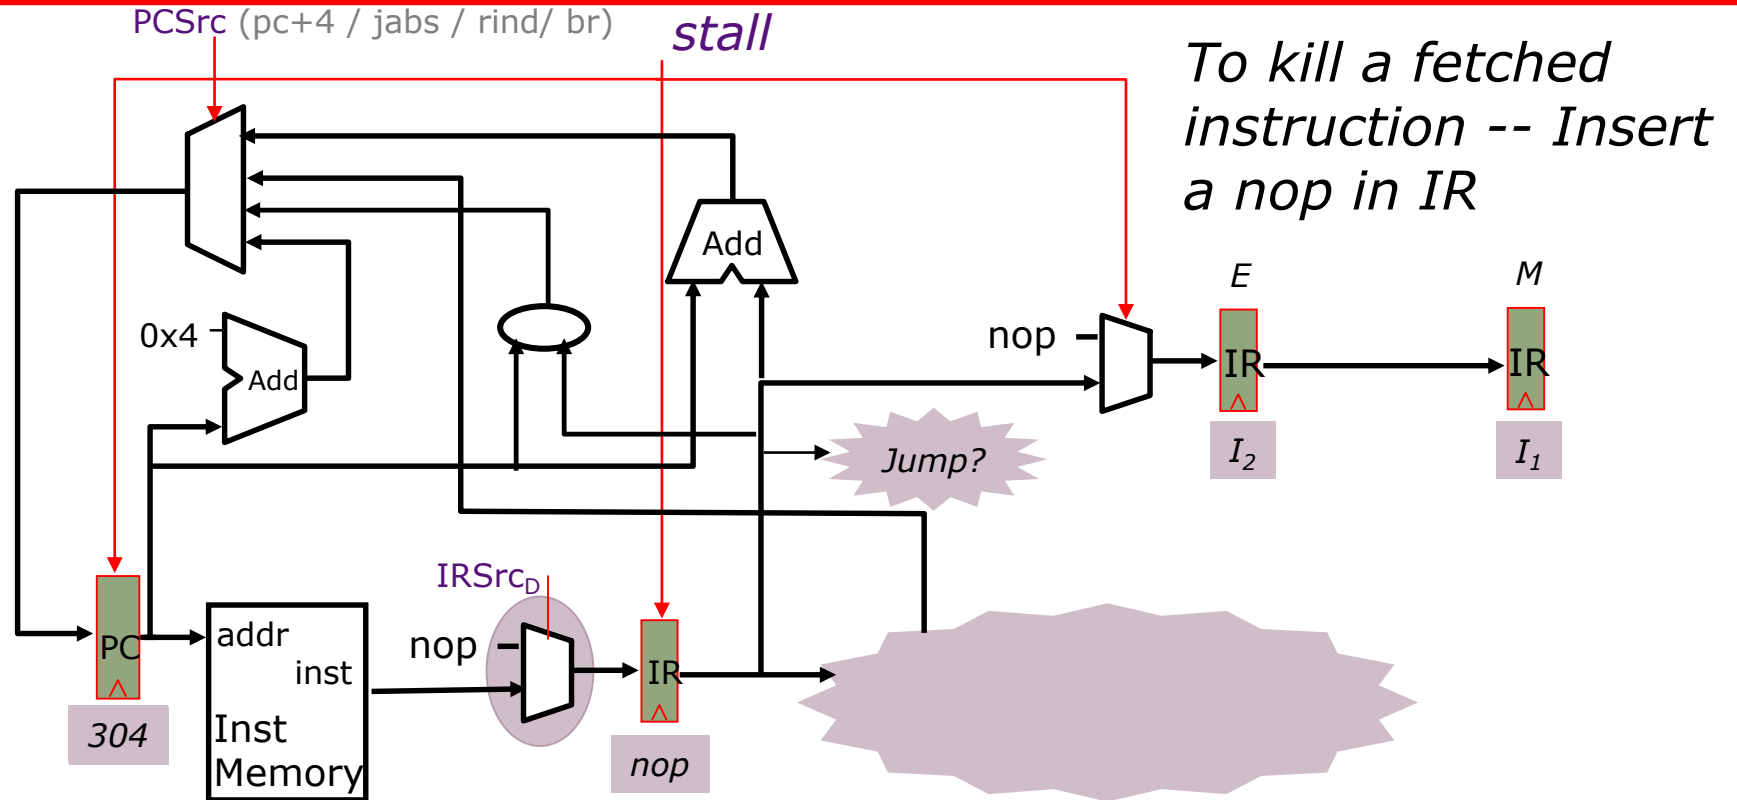 PCSrc (pc+4 / jabs / rind/ br)
stall
To kill a fetched
instruction -- Insert
a nop in IR
Add
E
M
0x4
Add
nop
IR
IR
Jump?
I2
I1
IRSrcD
PC
addr
inst
Inst
Memory
nop
IR
304
nop